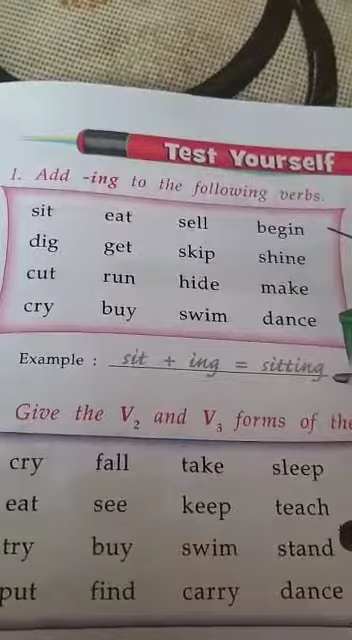 Test Yourself
1. Add -ing to the following verbs.
sit eat sell begin
dig get skip shine
cut run hide make
cry buy swim dance
Example : sit + ing = sitting
Give the V₂ and V₃ forms of the
cry fall take sleep
eat see keep teach
try buy swim stand
put find carry dance